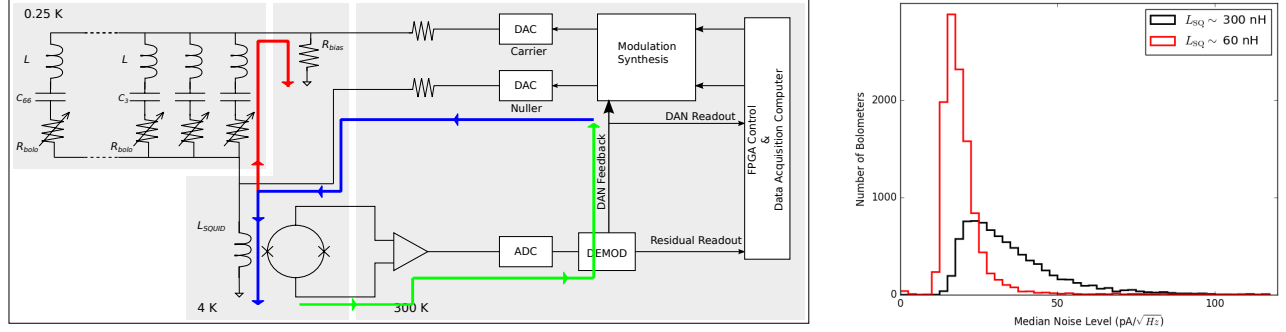 0.25 K
L
C66
Rbolo
L
C3
Rbolo
Rbias
DAC
Carrier
DAC
Nuller
Modulation
Synthesis
DAN Readout
FPGA Control
&
Data Acquisition Computer
DAN Feedback
LSQUID
ADC
DEMOD
Residual Readout
4 K
300 K
LSQ ∼ 300 nH
LSQ ∼ 60 nH
Number of Bolometers
2000
1000
0
0
50
100
Median Noise Level (pA/√Hz)